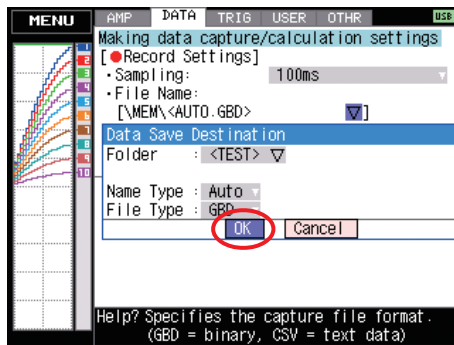 MENU
AMP DATA TRIG USER OTHR USB
Making data capture/calculation settings
[●Record Settings]
・Sampling: 100ms
・File Name:
[\MEM\<AUTO.GBD> ▽]
Data Save Destination
Folder : <TEST> ▽
Name Type : Auto
File Type : GBD
OK Cancel
1
2
3
4
5
6
7
8
9
10
Help? Specifies the capture file format.
(GBD = binary, CSV = text data)